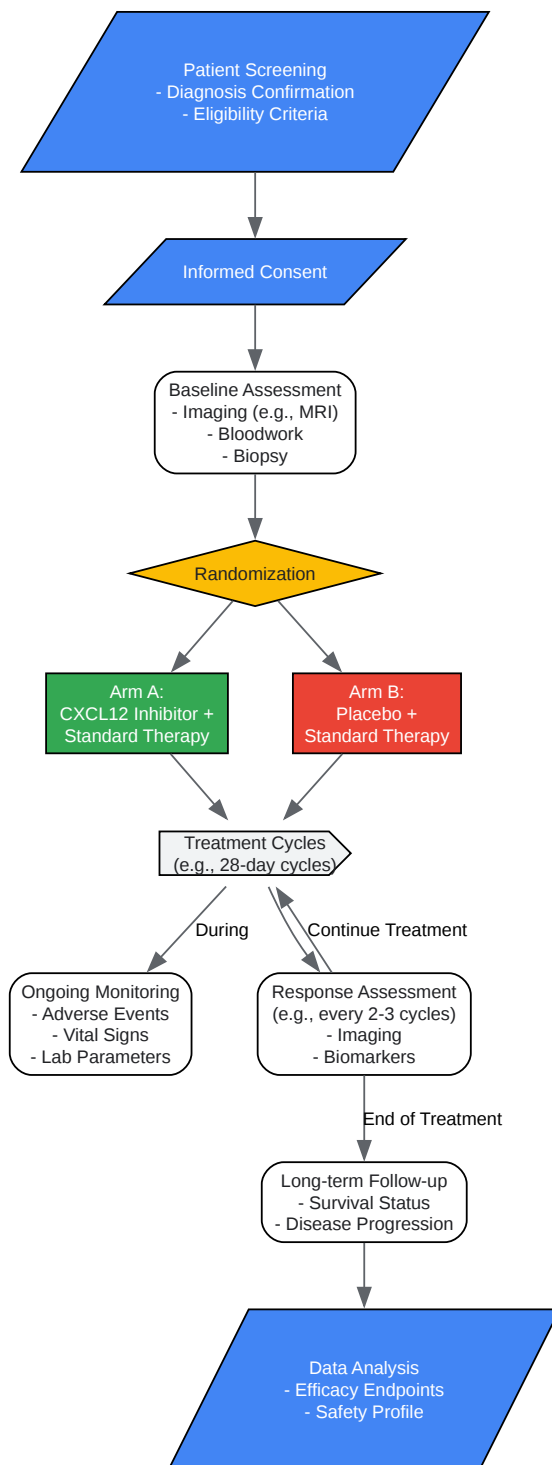 Patient Screening
- Diagnosis Confirmation
- Eligibility Criteria
Informed Consent
Baseline Assessment
- Imaging (e.g., MRI)
- Bloodwork
- Biopsy
Randomization
Arm A:
CXCL12 Inhibitor +
Standard Therapy
Arm B:
Placebo +
Standard Therapy
Treatment Cycles
(e.g., 28-day cycles)
During
Continue Treatment
Ongoing Monitoring
- Adverse Events
- Vital Signs
- Lab Parameters
Response Assessment
(e.g., every 2-3 cycles)
- Imaging
- Biomarkers
End of Treatment
Long-term Follow-up
- Survival Status
- Disease Progression
Data Analysis
- Efficacy Endpoints
- Safety Profile